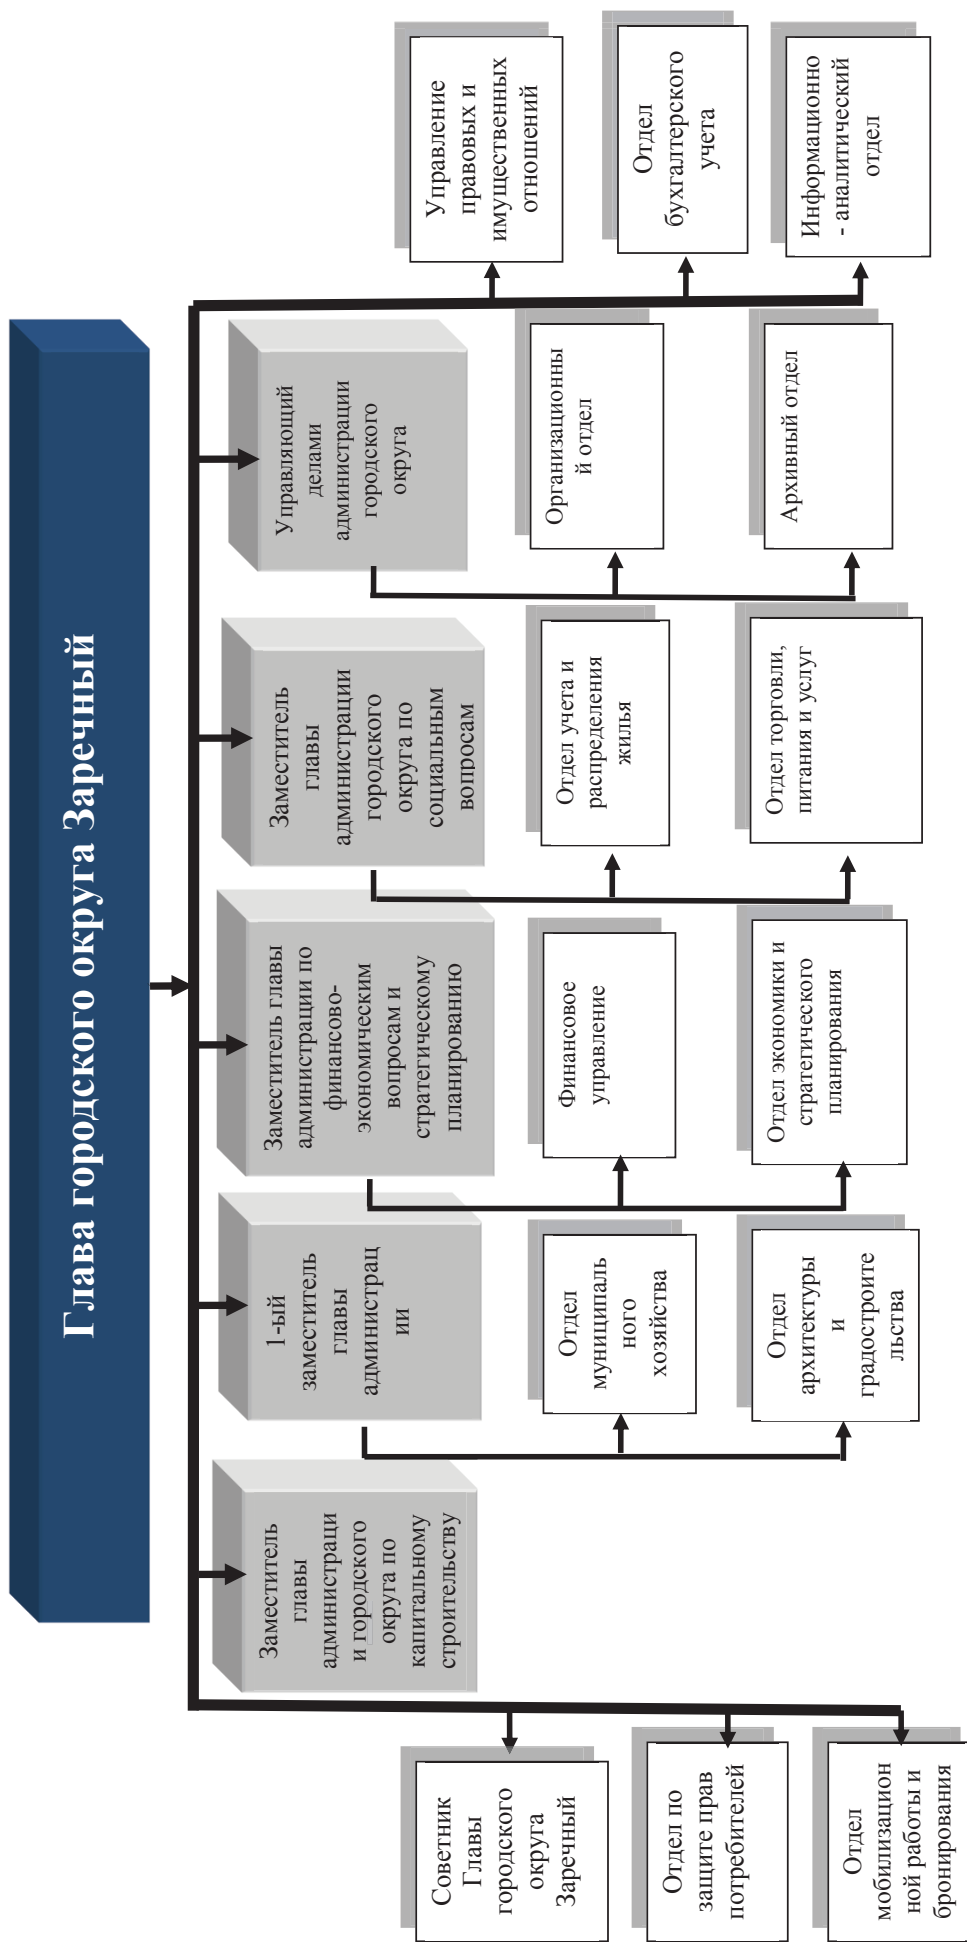 Глава городского округа Заречный
Заместитель
главы
администраци
и городского
округа по
капитальному
строительству
1-ый
заместитель
главы
администрац
ии
Заместитель главы
администрации по
финансово-
экономическим
вопросам и
стратегическому
планированию
Заместитель
главы
администрации
городского
округа по
социальным
вопросам
Управляющий
делами
администрации
городского
округа
Советник
Главы
городского
округа
Заречный
Отдел по
защите прав
потребителей
Отдел
мобилизацион
ной работы и
бронирования
Отдел
муниципаль
ного
хозяйства
Отдел
архитектуры
и
градостроите
льства
Финансовое
управление
Отдел экономики и
стратегического
планирования
Отдел учета и
распределения
жилья
Отдел торговли,
питания и услуг
Организационны
й отдел
Архивный отдел
Управление
правовых и
имущественных
отношений
Отдел
бухгалтерского
учета
Информационно
- аналитический
отдел